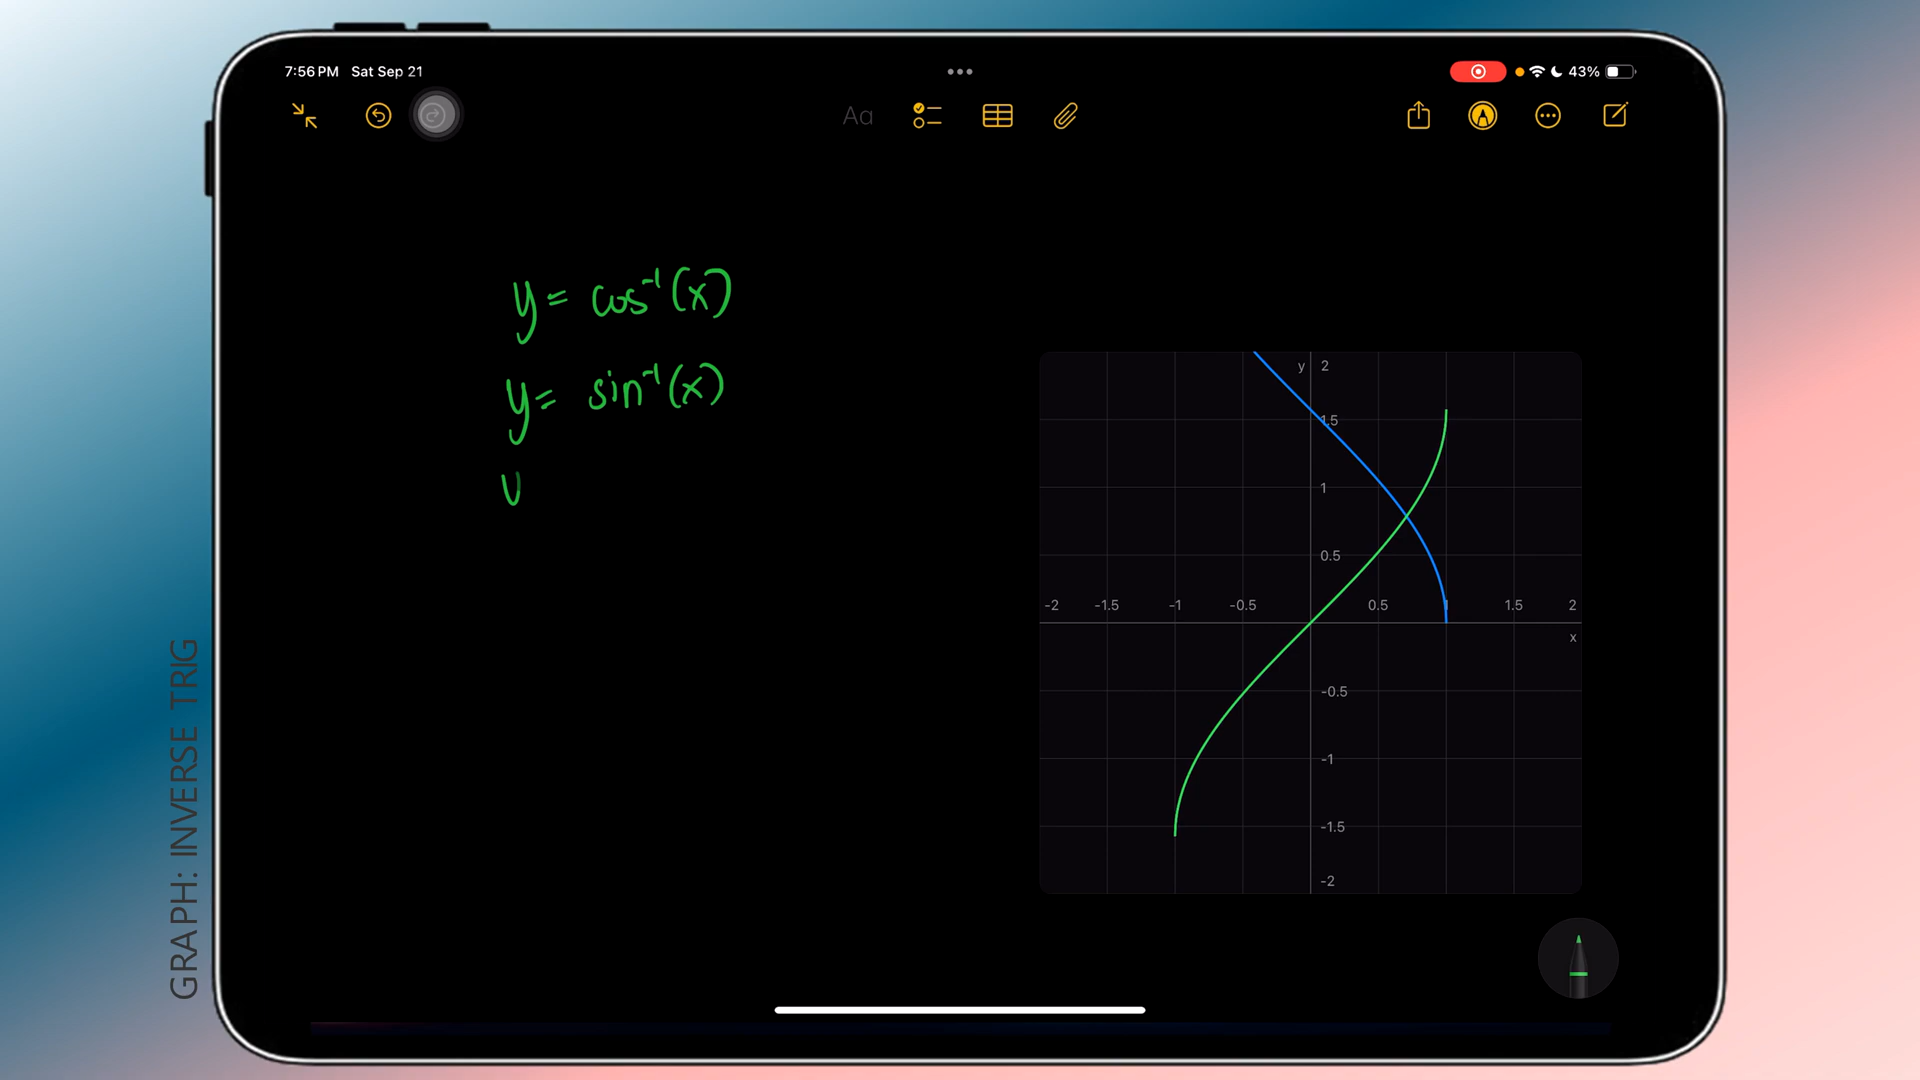 7:56 PM Sat Sep 21
43%
Aa
y = cos⁻¹(x)
y = sin⁻¹(x)
y 2
1.5
1
0.5
-2 -1.5 -1 -0.5 0.5 1 1.5 2
x
-0.5
-1
-1.5
-2
GRAPH: INVERSE TRIG